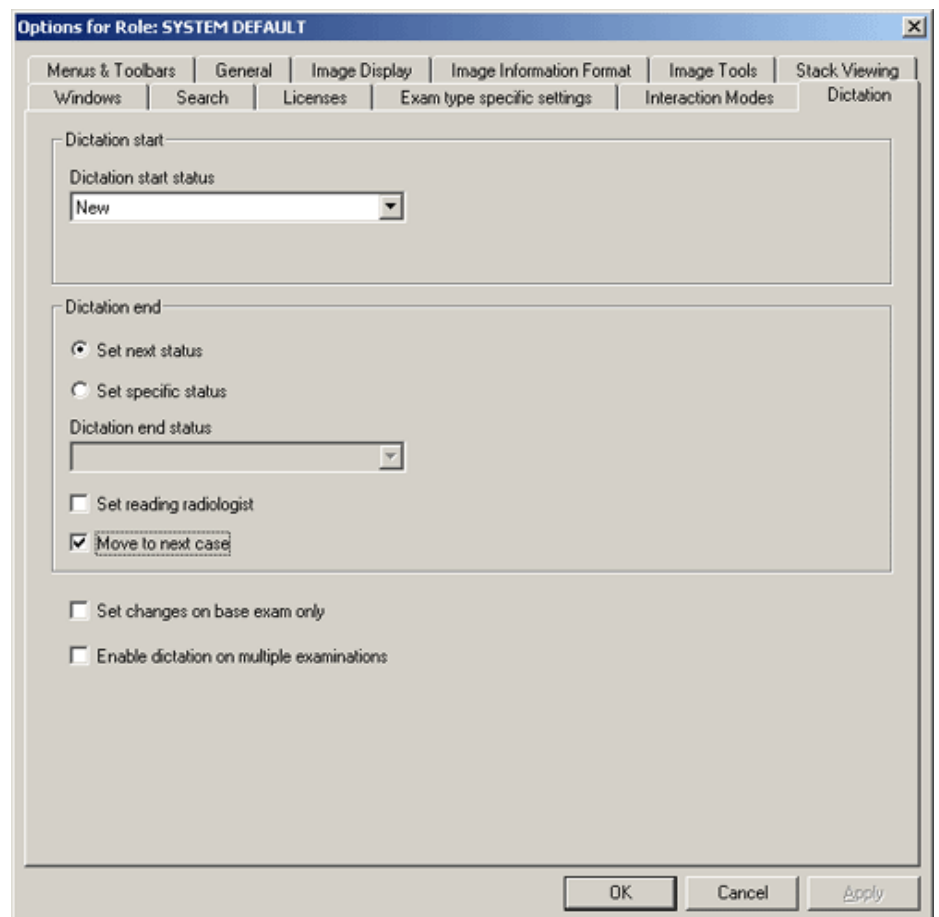 Options for Role: SYSTEM DEFAULT
Menus & Toolbars General Image Display Image Information Format Image Tools Stack Viewing
Windows Search Licenses Exam type specific settings Interaction Modes Dictation
Dictation start
Dictation start status
New
Dictation end
Set next status
Set specific status
Dictation end status
Set reading radiologist
Move to next case
Set changes on base exam only
Enable dictation on multiple examinations
OK Cancel Apply